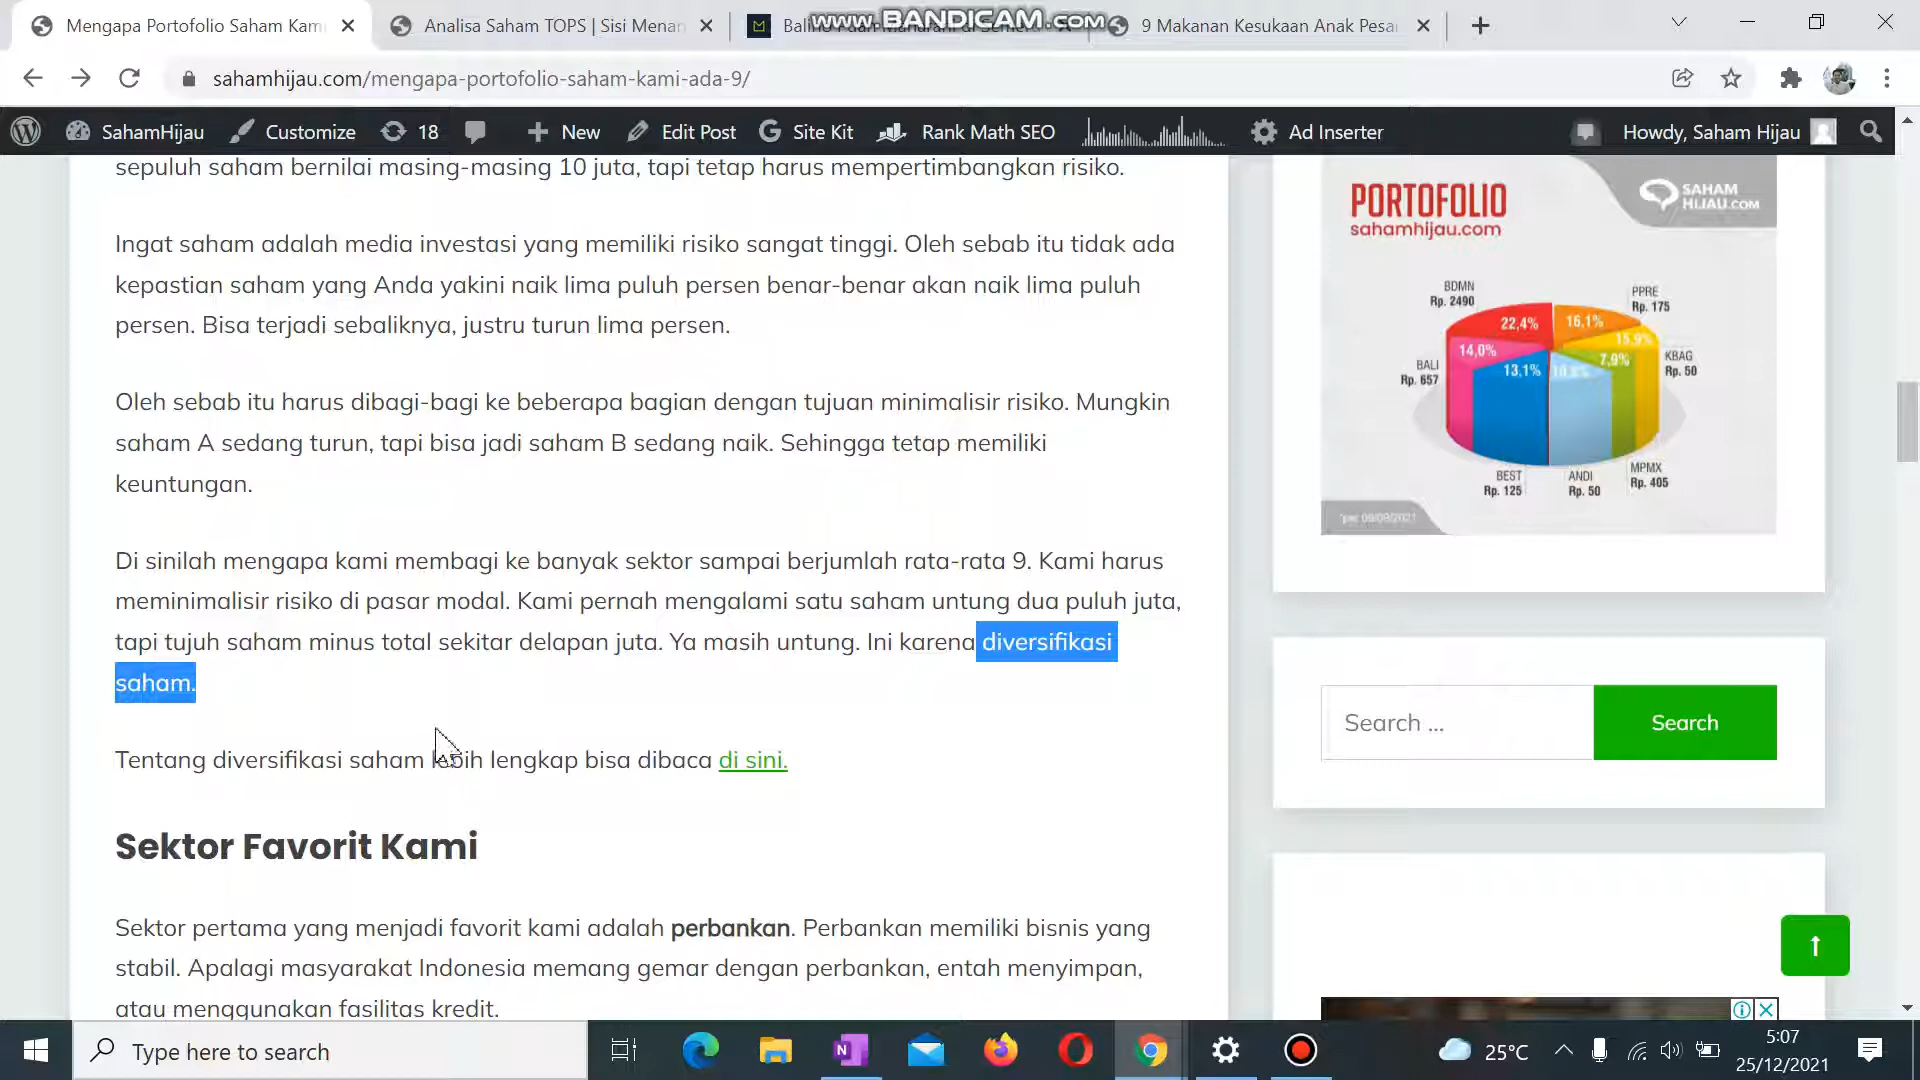 Mengapa Portofolio Saham Kam
Analisa Saham TOPS | Sisi Menan
www.BANDICAM.com
9 Makanan Kesukaan Anak Pesa
sahamhijau.com/mengapa-portofolio-saham-kami-ada-9/
SahamHijau
Customize
18
New
Edit Post
Site Kit
Rank Math SEO
Ad Inserter
Howdy, Saham Hijau
sepuluh saham bernilai masing-masing 10 juta, tapi tetap harus mempertimbangkan risiko.
Ingat saham adalah media investasi yang memiliki risiko sangat tinggi. Oleh sebab itu tidak ada
kepastian saham yang Anda yakini naik lima puluh persen benar-benar akan naik lima puluh
persen. Bisa terjadi sebaliknya, justru turun lima persen.
Oleh sebab itu harus dibagi-bagi ke beberapa bagian dengan tujuan minimalisir risiko. Mungkin
saham A sedang turun, tapi bisa jadi saham B sedang naik. Sehingga tetap memiliki
keuntungan.
Di sinilah mengapa kami membagi ke banyak sektor sampai berjumlah rata-rata 9. Kami harus
meminimalisir risiko di pasar modal. Kami pernah mengalami satu saham untung dua puluh juta,
tapi tujuh saham minus total sekitar delapan juta. Ya masih untung. Ini karena diversifikasi
saham.
Tentang diversifikasi saham lebih lengkap bisa dibaca di sini.
Sektor Favorit Kami
Sektor pertama yang menjadi favorit kami adalah perbankan. Perbankan memiliki bisnis yang
stabil. Apalagi masyarakat Indonesia memang gemar dengan perbankan, entah menyimpan,
atau menggunakan fasilitas kredit.
PORTOFOLIO
sahamhijau.com
SAHAM
HIJAU.COM
BDMN
Rp. 2490
PPRE
Rp. 175
22,4%
16,1%
15,9%
14,0%
7,9%
13,1%
BALI
Rp. 657
KBAG
Rp. 50
BEST
Rp. 125
ANDI
Rp. 50
MPMX
Rp. 405
*per 09/09/2021
Search ...
Search
Type here to search
25°C
5:07
25/12/2021